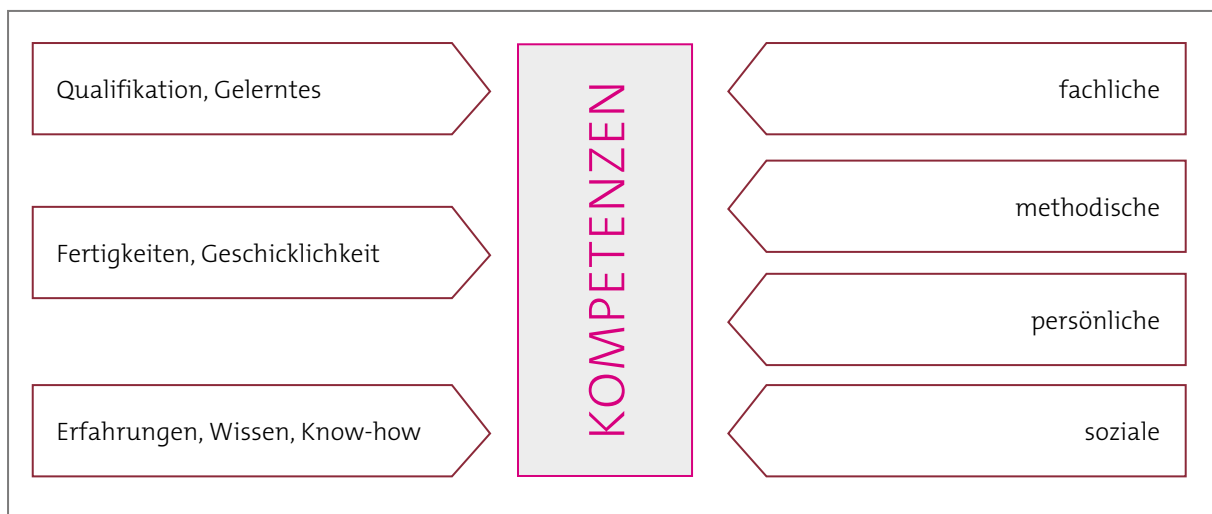 Qualifikation, Gelerntes
Fertigkeiten, Geschicklichkeit
Erfahrungen, Wissen, Know-how
KOMPETENZEN
fachliche
methodische
persönliche
soziale